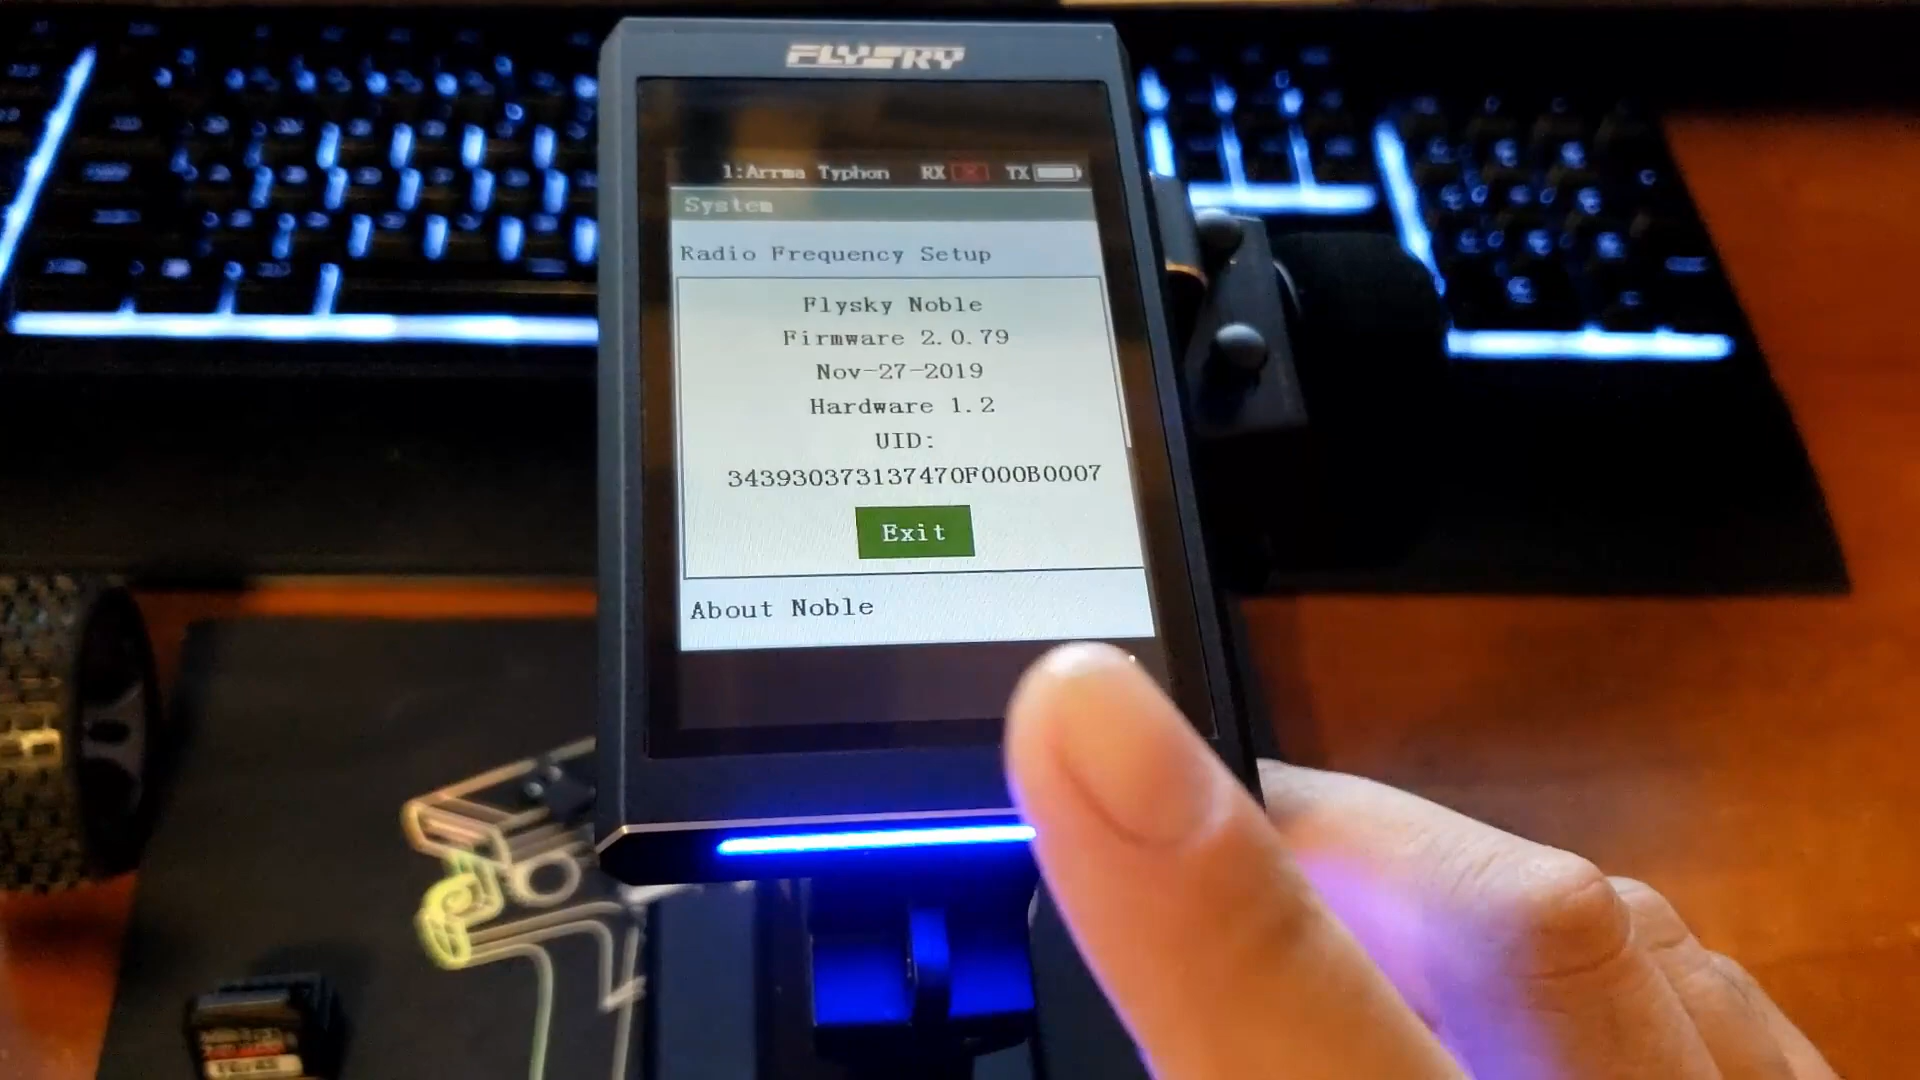 FLYSKY
1:Arrma Typhon RX TX
System
Radio Frequency Setup
Flysky Noble
Firmware 2.0.79
Nov-27-2019
Hardware 1.2
UID:
343930373137470F000B0007
Exit
About Noble